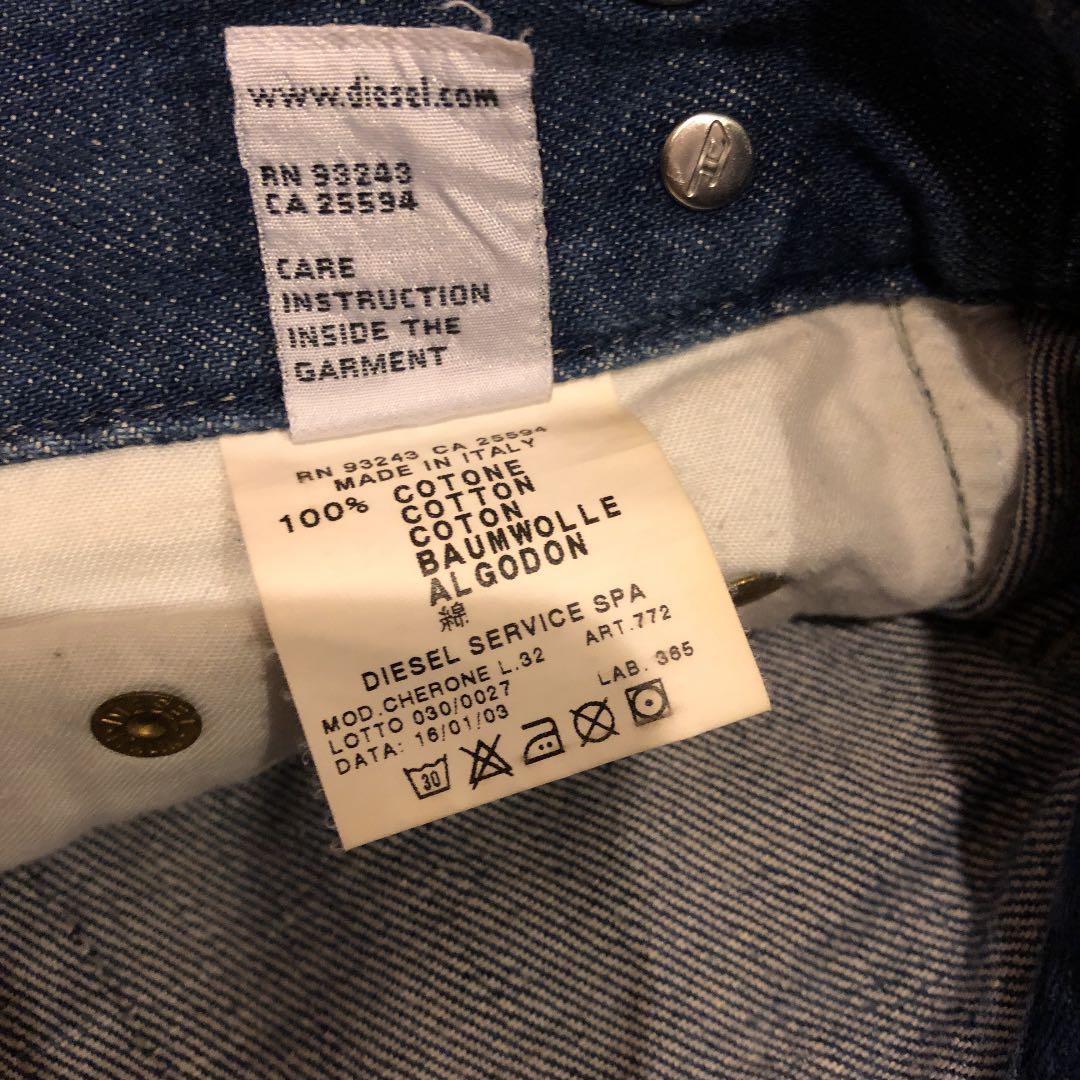 www.diesel.com
RN 93243
CA 25594
CARE
INSTRUCTION
INSIDE THE
GARMENT
RN 93243 CA 25594
MADE IN ITALY
100% COTONE
COTTON
COTON
BAUMWOLLE
ALGODON
綿
DIESEL SERVICE SPA
MOD.CHERONE L.32 ART.772
LOTTO 030/0027
DATA: 16/01/03 LAB. 365
30
DIESEL